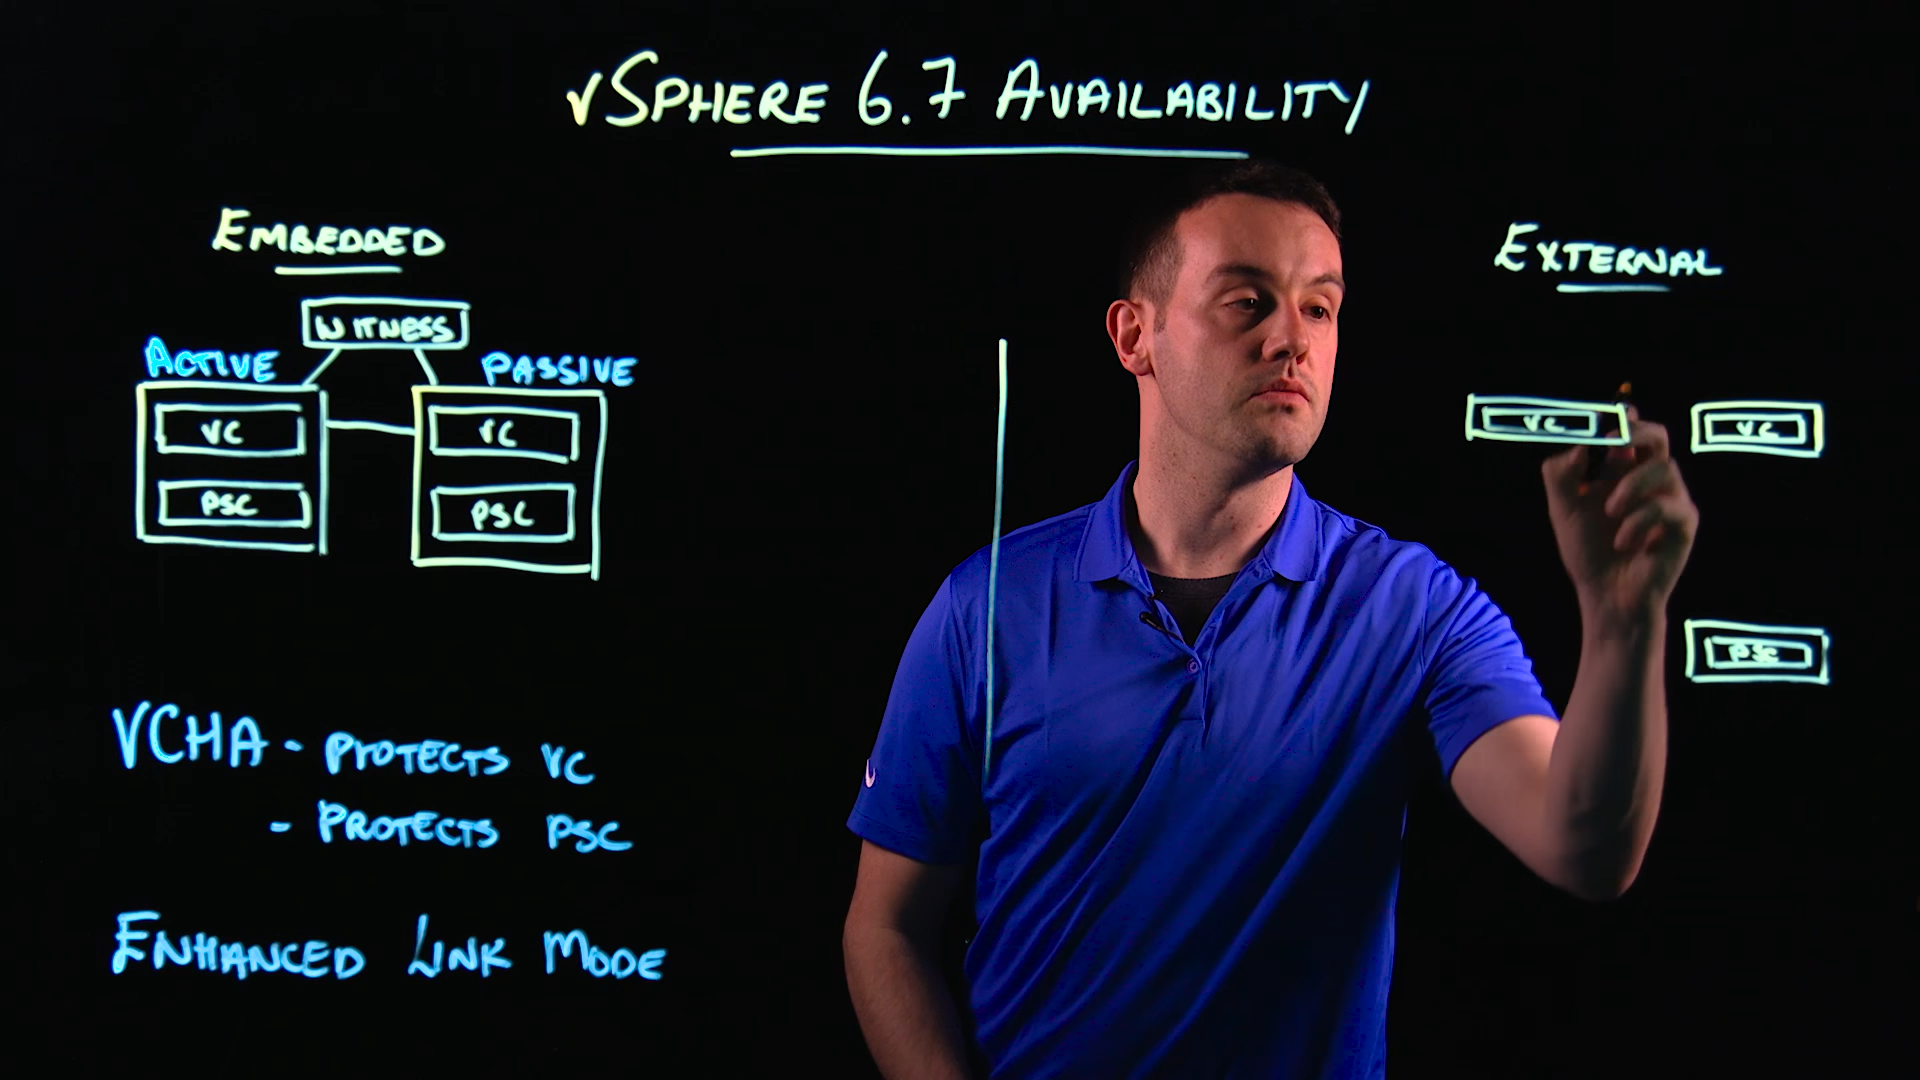 vSPHERE 6.7 AVAILABILITY
EMBEDDED
WITNESS
ACTIVE
PASSIVE
VC
VC
PSC
PSC
VCHA - PROTECTS VC
- PROTECTS PSC
ENHANCED LINK MODE
EXTERNAL
VC
VC
PSC